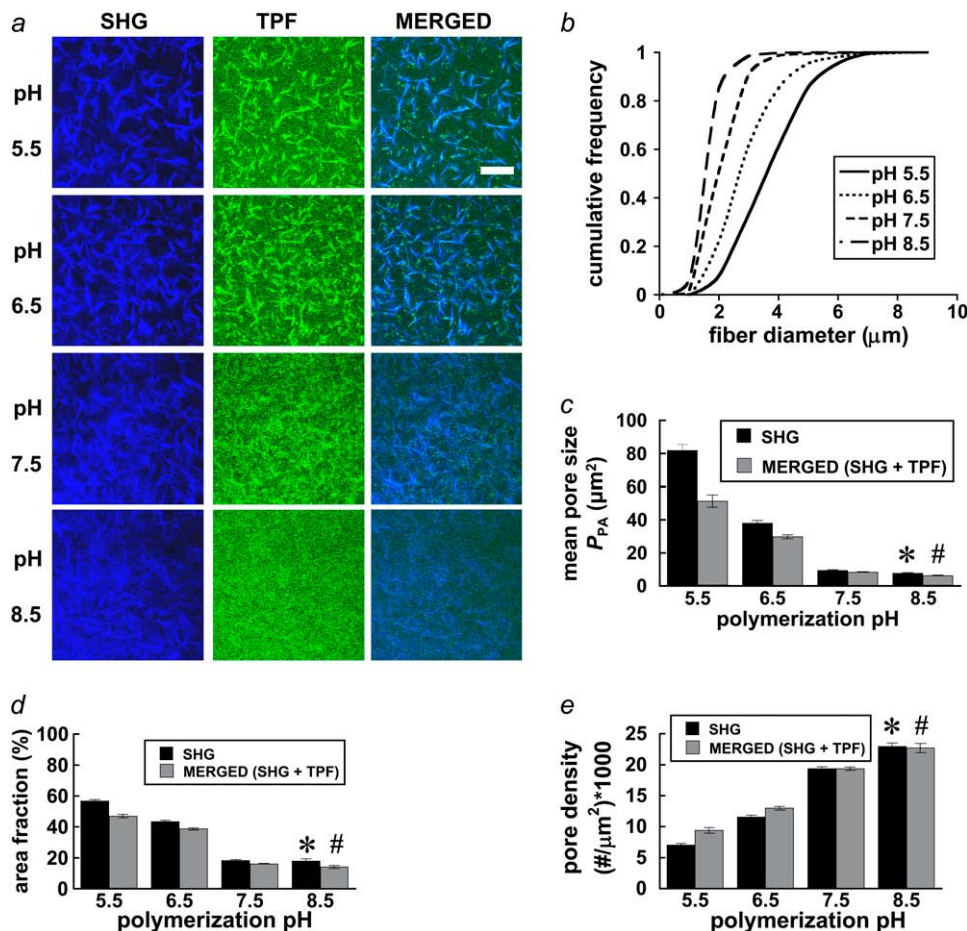 a
SHG TPF MERGED
pH
5.5
pH
6.5
pH
7.5
pH
8.5
b
1
0.8
0.6
0.4
0.2
0
0 2 4 6 8 10
cumulative frequency
fiber diameter (μm)
pH 5.5
pH 6.5
pH 7.5
pH 8.5
c
100
80
60
40
20
0
mean pore size
P_PA (μm²)
SHG
MERGED (SHG + TPF)
* #
5.5 6.5 7.5 8.5
polymerization pH
d
100
80
60
40
20
0
area fraction (%)
SHG
MERGED (SHG + TPF)
* #
5.5 6.5 7.5 8.5
polymerization pH
e
25
20
15
10
5
0
pore density
(#/μm²)*1000
SHG
MERGED (SHG + TPF)
* #
5.5 6.5 7.5 8.5
polymerization pH